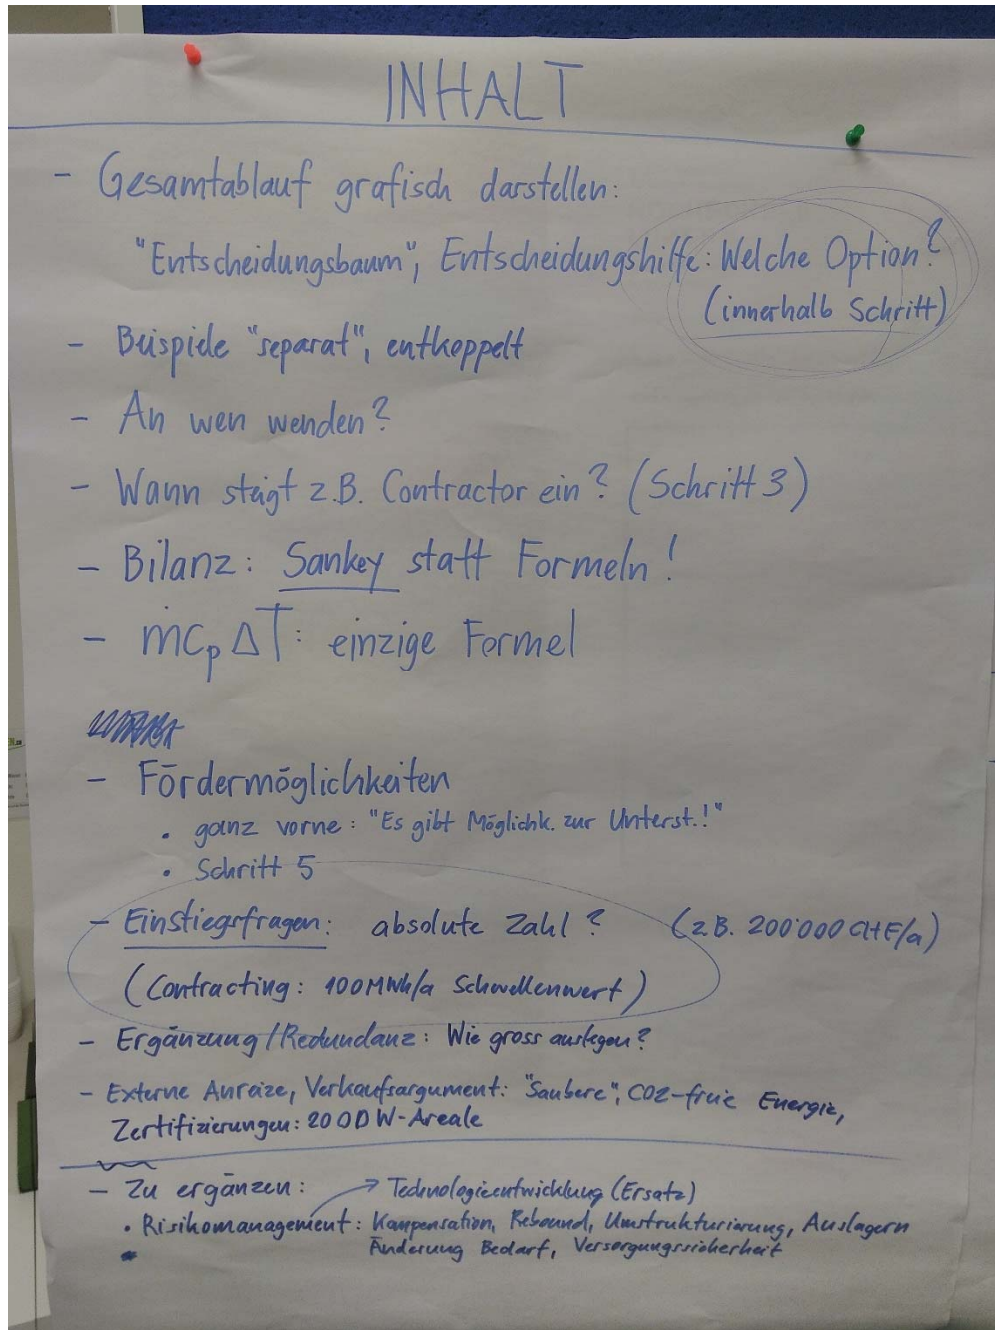 INHALT
- Gesamtablauf grafisch darstellen:
"Entscheidungsbaum", Entscheidungshilfe: Welche Option?
(innerhalb Schritt)
- Beispiele "separat", entkoppelt
- An wen wenden?
- Wann steigt z.B. Contractor ein? (Schritt 3)
- Bilanz: Sankey statt Formeln!
- ṁcpΔT: einzige Formel
- Fördermöglichkeiten
• ganz vorne: "Es gibt Möglichk. zur Unterst.!"
• Schritt 5
- Einstiegsfragen: absolute Zahl? (z.B. 200'000 CHF/a)
(Contracting: 100MWh/a Schwellenwert)
- Ergänzung/Redundanz: Wie gross auslegen?
- Externe Anreize, Verkaufsargument: "Saubere", CO2-freie Energie,
Zertifizierungen: 2000W-Areale
- Zu ergänzen: → Technologieentwicklung (Ersatz)
• Risikomanagement: Kompensation, Rebound, Umstrukturierung, Auslagern
Änderung Bedarf, Versorgungssicherheit